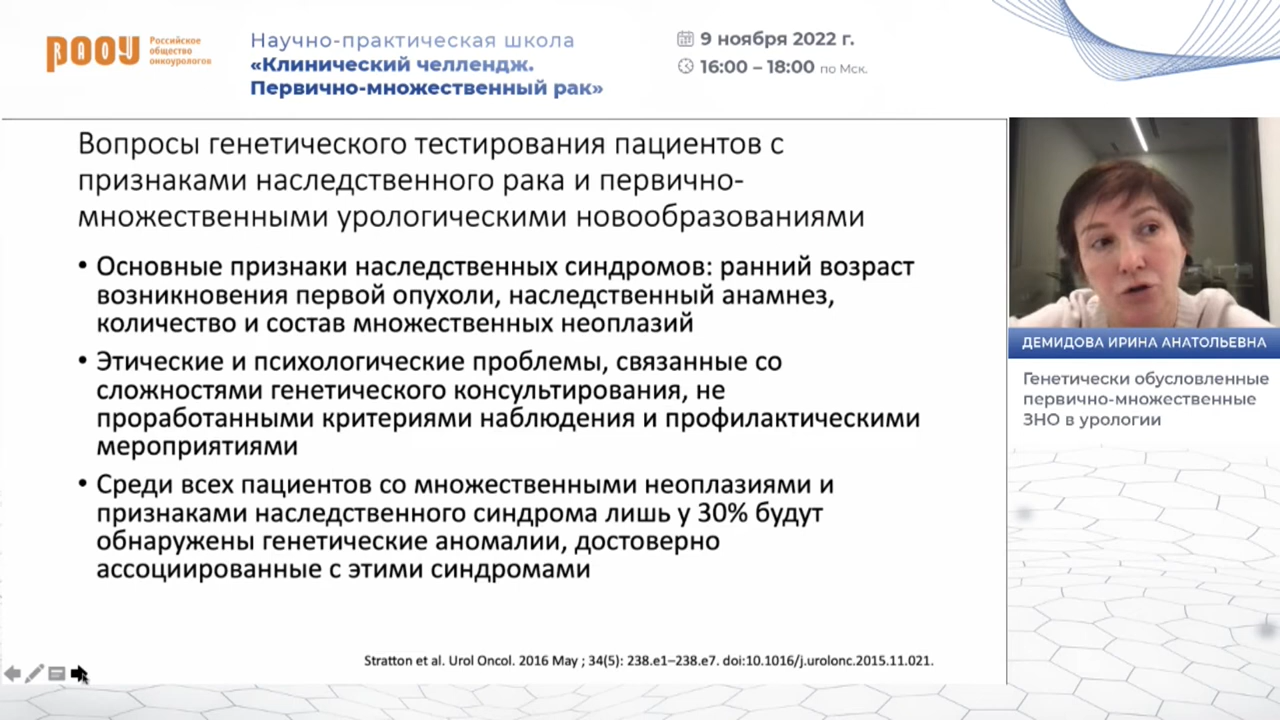 РАОУ
Российское
общество
онкоурологов
Научно-практическая школа
«Клинический челлендж.
Первично-множественный рак»
9 ноября 2022 г.
16:00 – 18:00 по Мск.
Вопросы генетического тестирования пациентов с
признаками наследственного рака и первично-
множественными урологическими новообразованиями
• Основные признаки наследственных синдромов: ранний возраст
возникновения первой опухоли, наследственный анамнез,
количество и состав множественных неоплазий
• Этические и психологические проблемы, связанные со
сложностями генетического консультирования, не
проработанными критериями наблюдения и профилактическими
мероприятиями
• Среди всех пациентов со множественными неоплазиями и
признаками наследственного синдрома лишь у 30% будут
обнаружены генетические аномалии, достоверно
ассоциированные с этими синдромами
Stratton et al. Urol Oncol. 2016 May ; 34(5): 238.e1–238.e7. doi:10.1016/j.urolonc.2015.11.021.
ДЕМИДОВА ИРИНА АНАТОЛЬЕВНА
Генетически обусловленные
первично-множественные
ЗНО в урологии